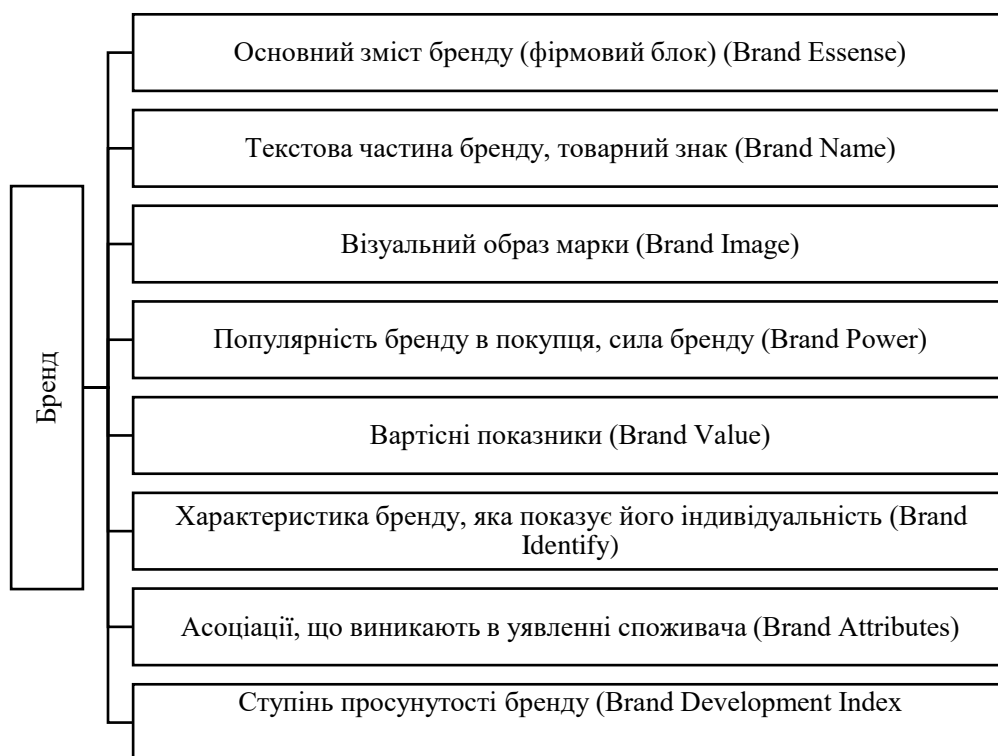 Основний зміст бренду (фірмовий блок) (Brand Essense)
Текстова частина бренду, товарний знак (Brand Name)
Візуальний образ марки (Brand Image)
Популярність бренду в покупця, сила бренду (Brand Power)
Бренд
Вартісні показники (Brand Value)
Характеристика бренду, яка показує його індивідуальність (Brand
Identify)
Асоціації, що виникають в уявленні споживача (Brand Attributes)
Ступінь просунутості бренду (Brand Development Index